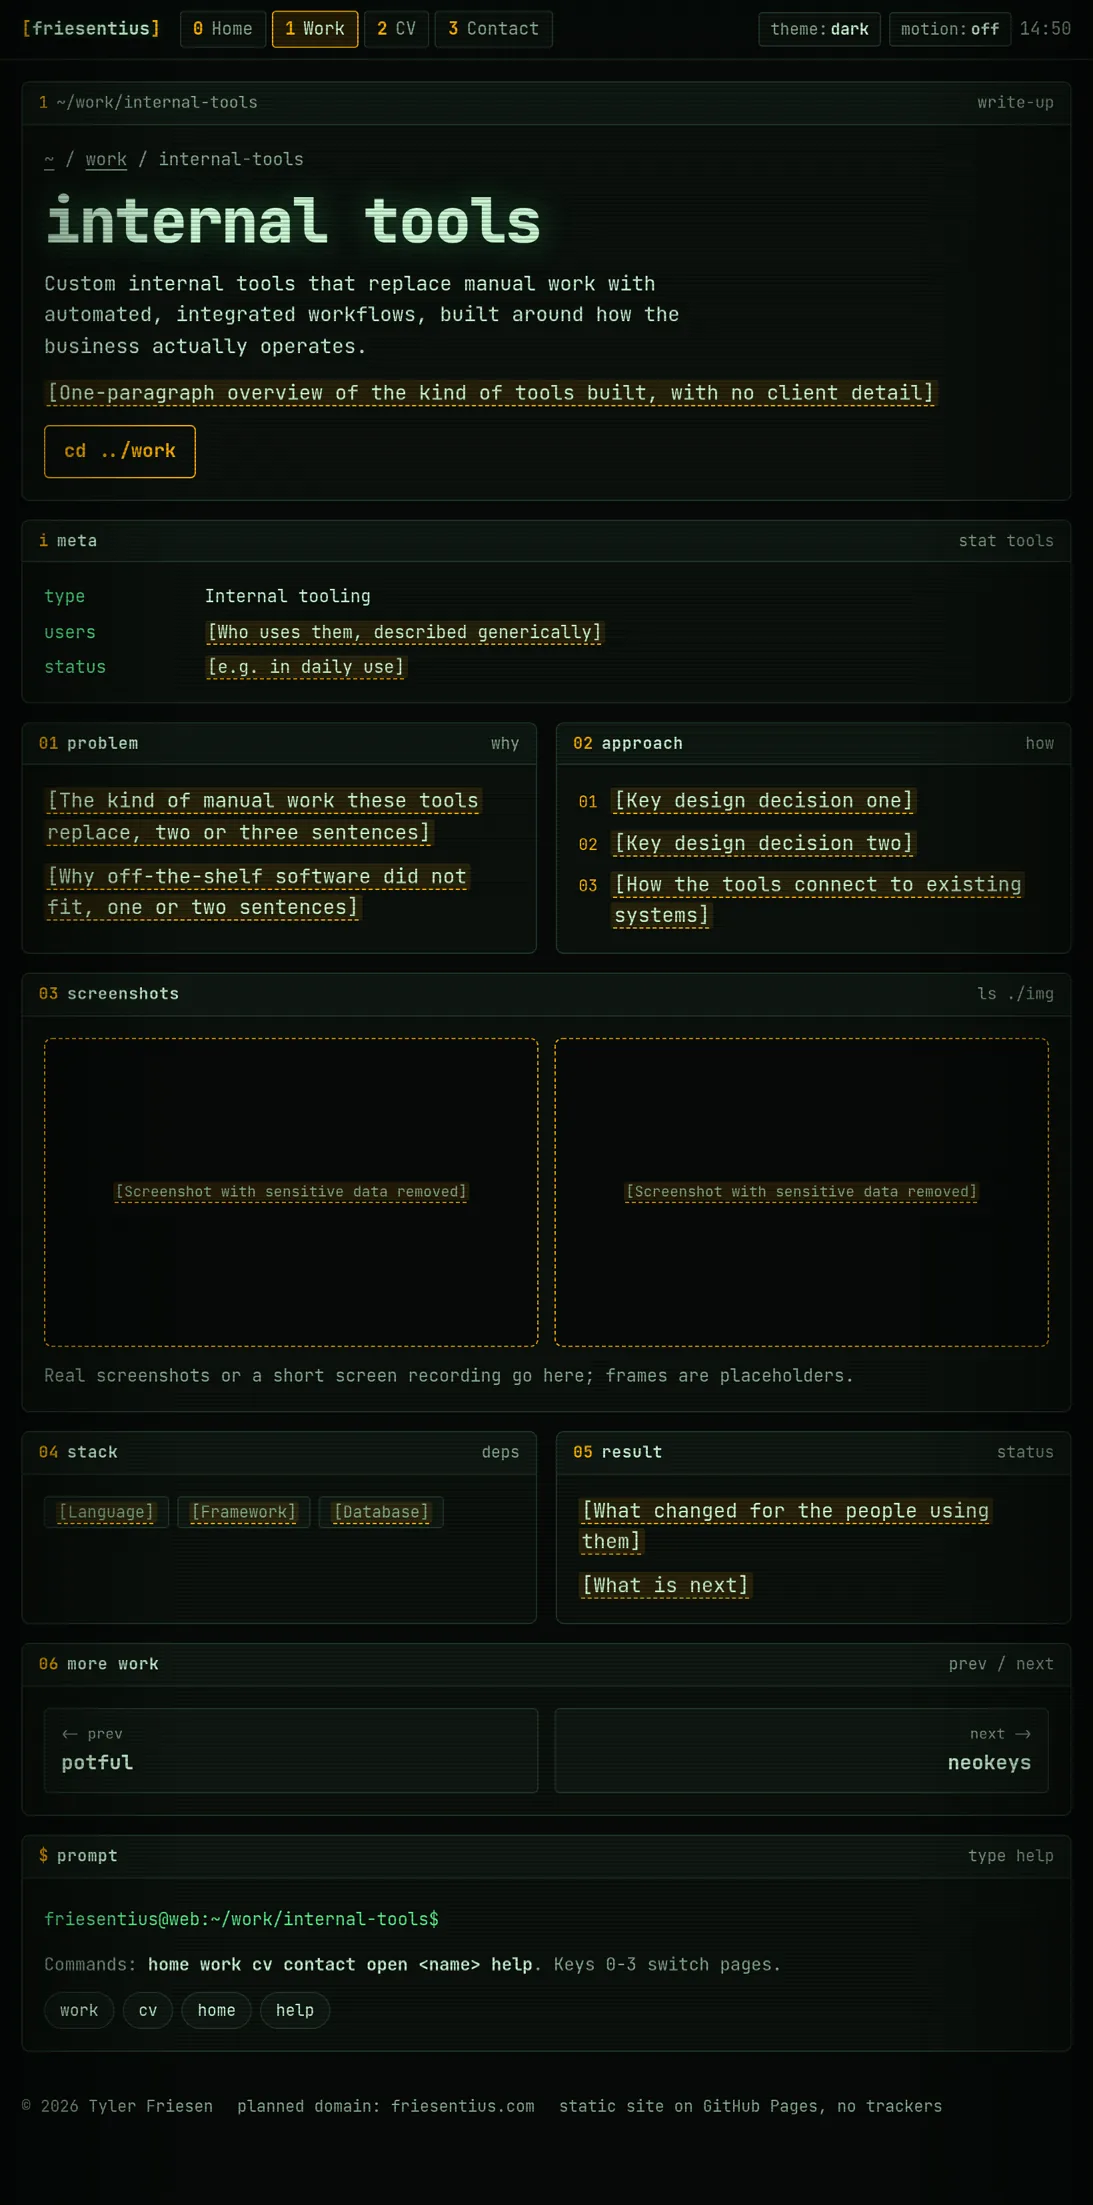 [friesentius] 0 Home 1 Work 2 CV 3 Contact theme:dark motion:off 14:50
1 ~/work/internal-tools write-up
~ / work / internal-tools
internal tools
Custom internal tools that replace manual work with
automated, integrated workflows, built around how the
business actually operates.
[One-paragraph overview of the kind of tools built, with no client detail]
cd ../work
i meta stat tools
type Internal tooling
users [Who uses them, described generically]
status [e.g. in daily use]
01 problem why
[The kind of manual work these tools
replace, two or three sentences]
[Why off-the-shelf software did not
fit, one or two sentences]
02 approach how
01 [Key design decision one]
02 [Key design decision two]
03 [How the tools connect to existing
systems]
03 screenshots ls ./img
[Screenshot with sensitive data removed] [Screenshot with sensitive data removed]
Real screenshots or a short screen recording go here; frames are placeholders.
04 stack deps
[Language] [Framework] [Database]
05 result status
[What changed for the people using
them]
[What is next]
06 more work prev / next
← prev
potful
next →
neokeys
$ prompt type help
friesentius@web:~/work/internal-tools$
Commands: home work cv contact open <name> help. Keys 0-3 switch pages.
work cv home help
© 2026 Tyler Friesen planned domain: friesentius.com static site on GitHub Pages, no trackers